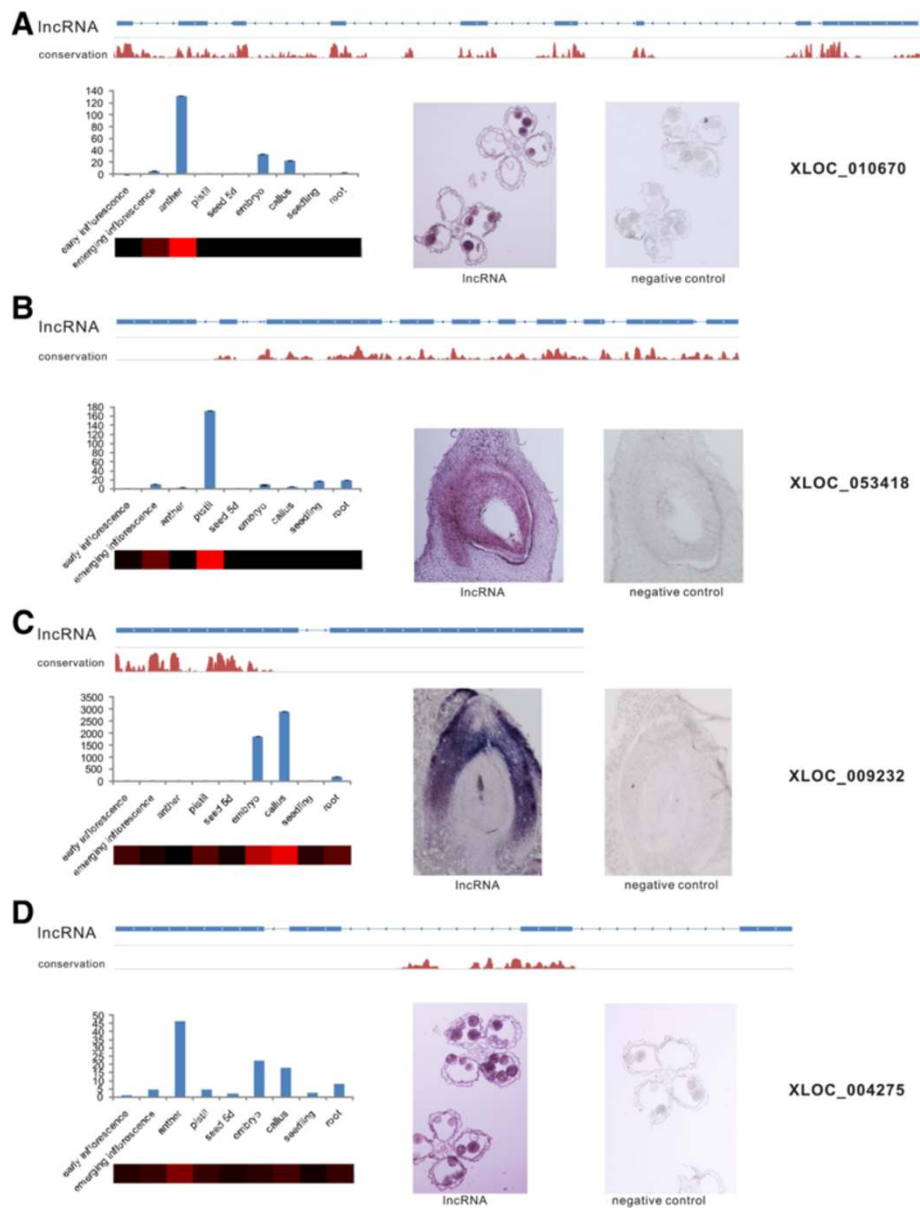 A
lncRNA
conservation
140
120
100
80
60
40
20
0
early inflorescence
emerging inflorescence
anther
pistil
seed 5d
embryo
callus
seedling
root
lncRNA
negative control
XLOC_010670
B
lncRNA
conservation
180
160
140
120
100
80
60
40
20
0
early inflorescence
emerging inflorescence
anther
pistil
seed 5d
embryo
callus
seedling
root
lncRNA
negative control
XLOC_053418
C
lncRNA
conservation
3500
3000
2500
2000
1500
1000
500
0
early inflorescence
emerging inflorescence
anther
pistil
seed 5d
embryo
callus
seedling
root
lncRNA
negative control
XLOC_009232
D
lncRNA
conservation
50
45
40
35
30
25
20
15
10
5
0
early inflorescence
emerging inflorescence
anther
pistil
seed 5d
embryo
callus
seedling
root
lncRNA
negative control
XLOC_004275